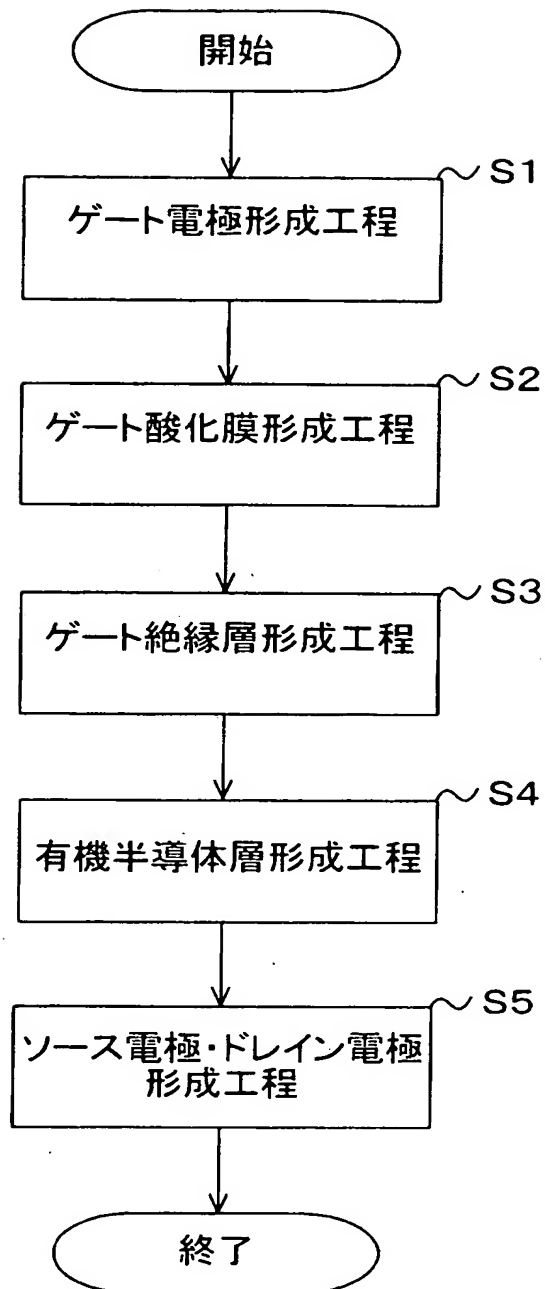 開始
S1
ゲート電極形成工程
S2
ゲート酸化膜形成工程
S3
ゲート絶縁層形成工程
S4
有機半導体層形成工程
S5
ソース電極・ドレイン電極
形成工程
終了